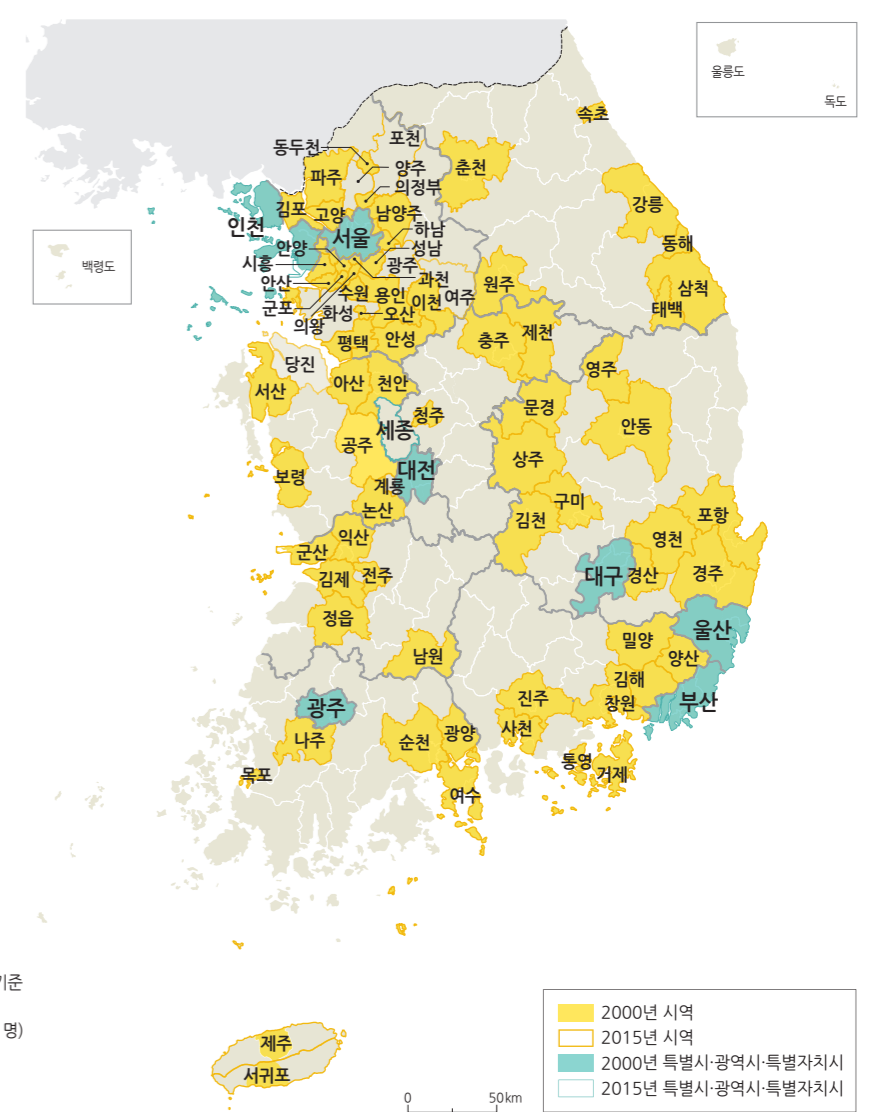 울릉도
독도
속초
포천
동두천
양주
춘천
파주
의정부
강릉
김포
고양
남양주
인천
서울
하남
동해
안양
성남
시흥
광주
백령도
안산
과천
삼척
원주
수원
용인
이천
여주
군포
화성
오산
태백
의왕
평택
안성
충주
제천
당진
영주
서산
아산
천안
문경
청주
안동
세종
공주
상주
대전
보령
계룡
구미
논산
김천
포항
익산
영천
군산
김제
전주
대구
경산
경주
정읍
울산
밀양
남원
양산
김해
진주
창원
부산
광주
사천
나주
순천
광양
통영
목포
거제
여수
기준
명)
제주
서귀포
2000년 시역
2015년 시역
2000년 특별시·광역시·특별자치시
2015년 특별시·광역시·특별자치시
0 50km